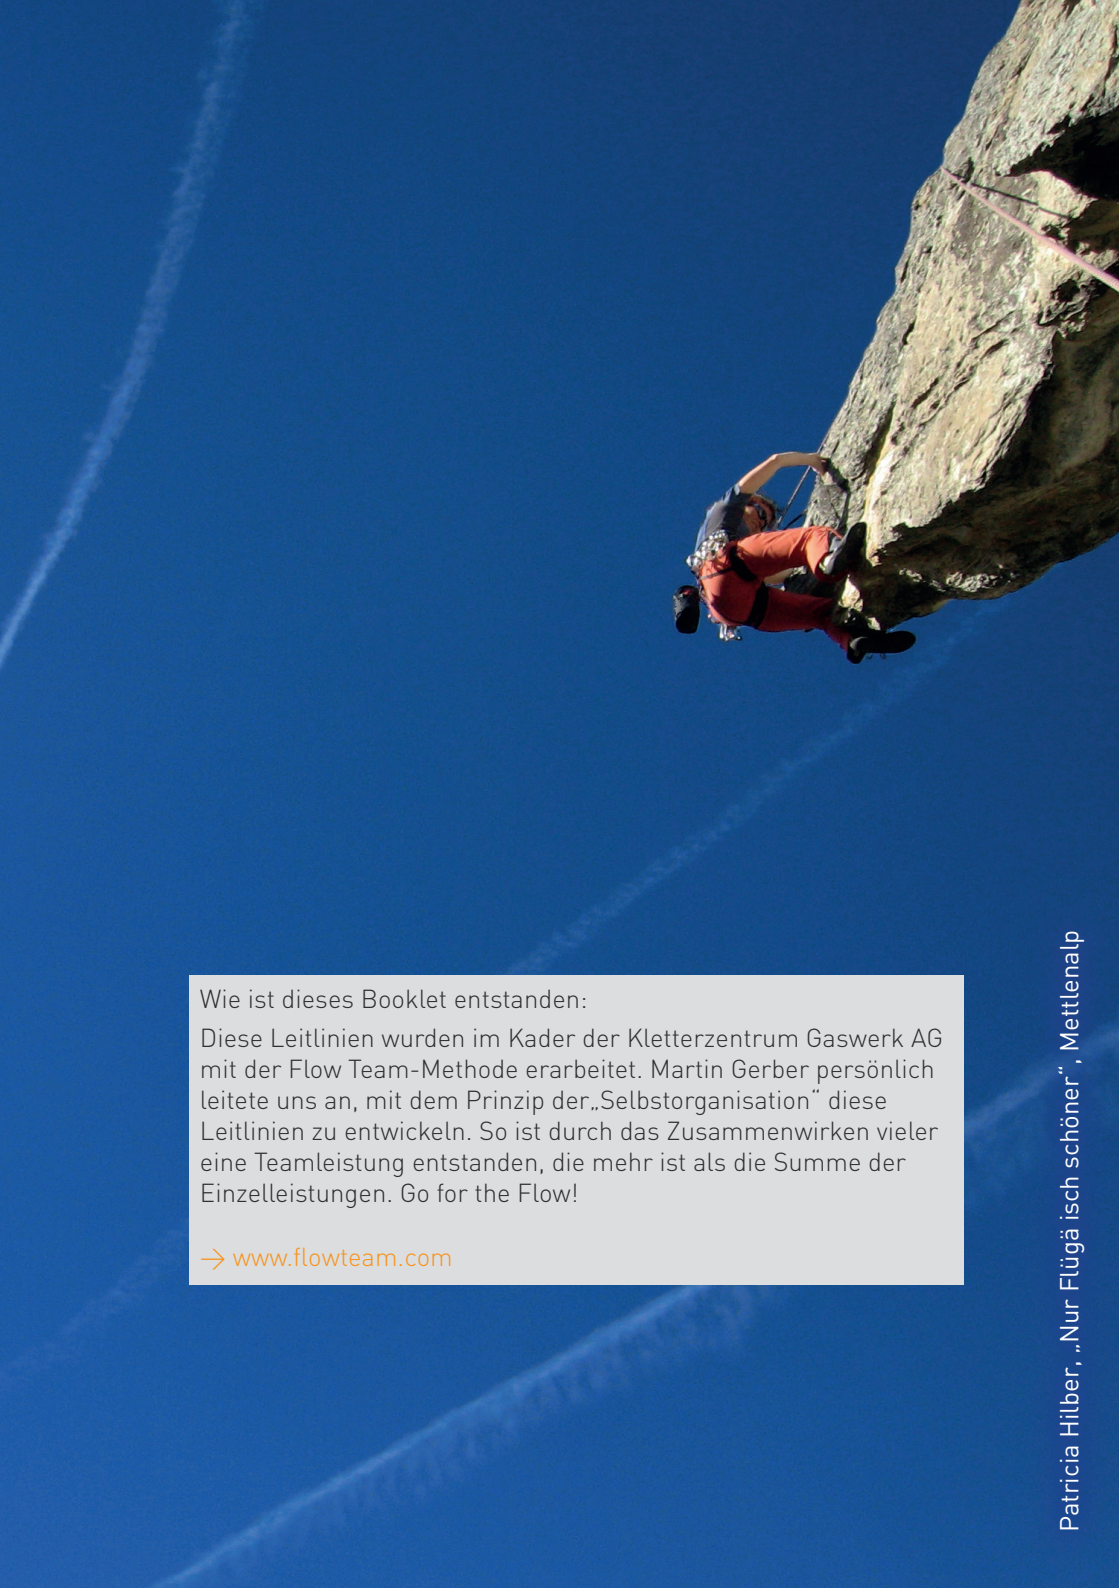 Wie ist dieses Booklet entstanden:
Diese Leitlinien wurden im Kader der Kletterzentrum Gaswerk AG
mit der Flow Team-Methode erarbeitet. Martin Gerber persönlich
leitete uns an, mit dem Prinzip der„Selbstorganisation“ diese
Leitlinien zu entwickeln. So ist durch das Zusammenwirken vieler
eine Teamleistung entstanden, die mehr ist als die Summe der
Einzelleistungen. Go for the Flow!
→ www.flowteam.com
Patricia Hilber, „Nur Flügä isch schöner“, Mettlenalp